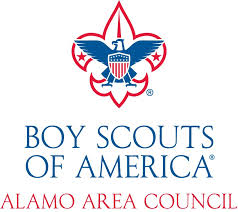 ®
BOY SCOUTS
OF AMERICA®
ALAMO AREA COUNCIL